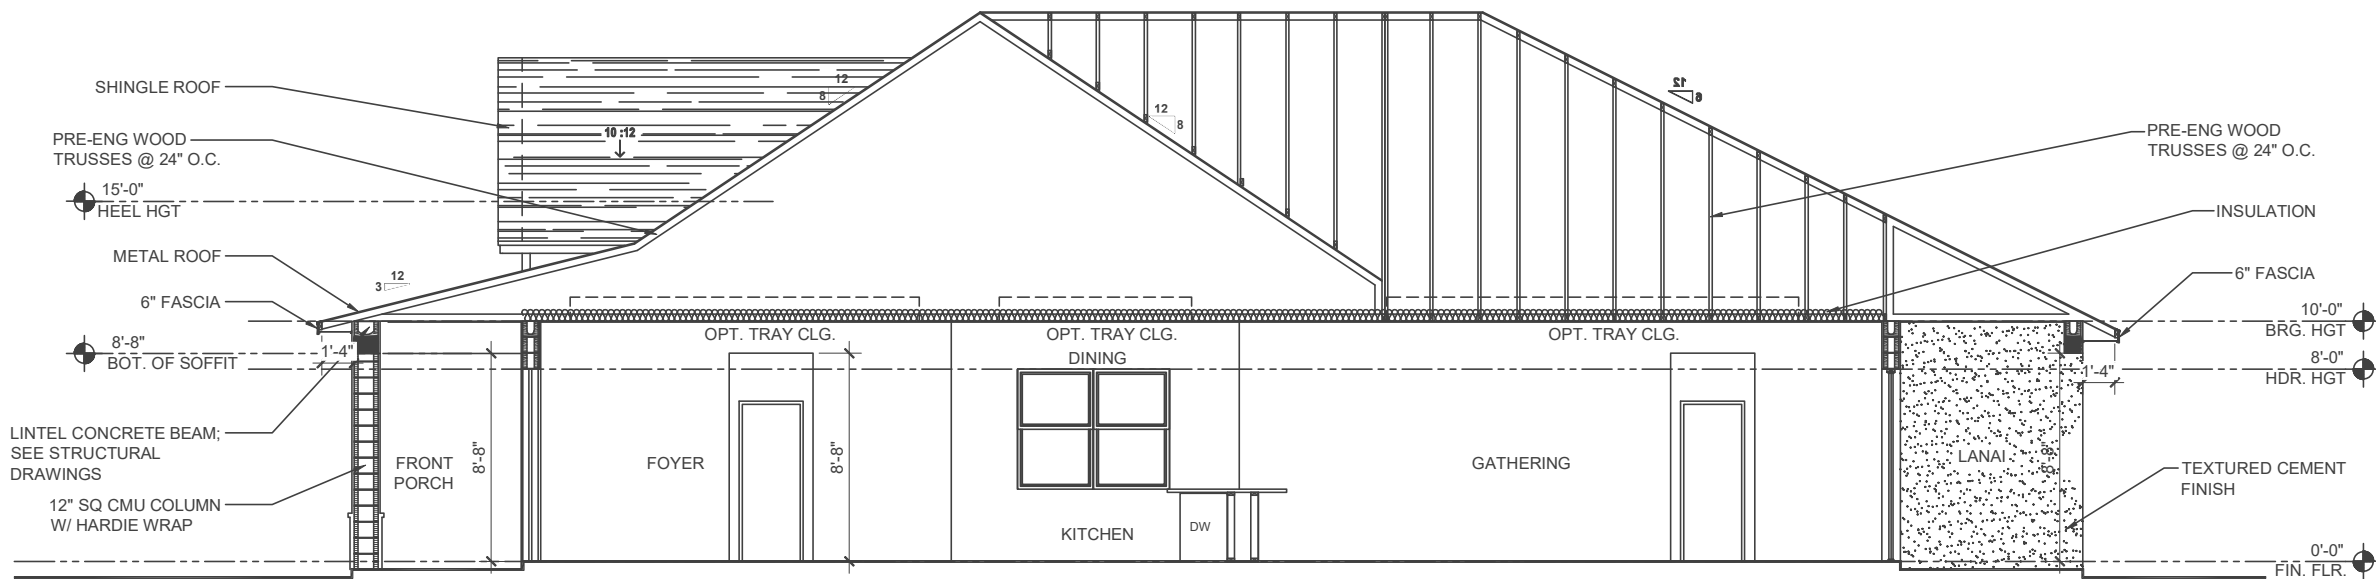 SHINGLE ROOF
PRE-ENG WOOD
TRUSSES @ 24" O.C.
15'-0"
HEEL HGT
METAL ROOF
6" FASCIA
8'-8"
BOT. OF SOFFIT
1'-4"
LINTEL CONCRETE BEAM;
SEE STRUCTURAL
DRAWINGS
12" SQ CMU COLUMN
W/ HARDIE WRAP
12
3
10 :12
12
8
12
8
12
6
FRONT
PORCH
8'-8"
FOYER
OPT. TRAY CLG.
8'-8"
OPT. TRAY CLG.
DINING
KITCHEN
DW
OPT. TRAY CLG.
GATHERING
LANAI
8'-8"
1'-4"
PRE-ENG WOOD
TRUSSES @ 24" O.C.
INSULATION
6" FASCIA
10'-0"
BRG. HGT
8'-0"
HDR. HGT
TEXTURED CEMENT
FINISH
0'-0"
FIN. FLR.